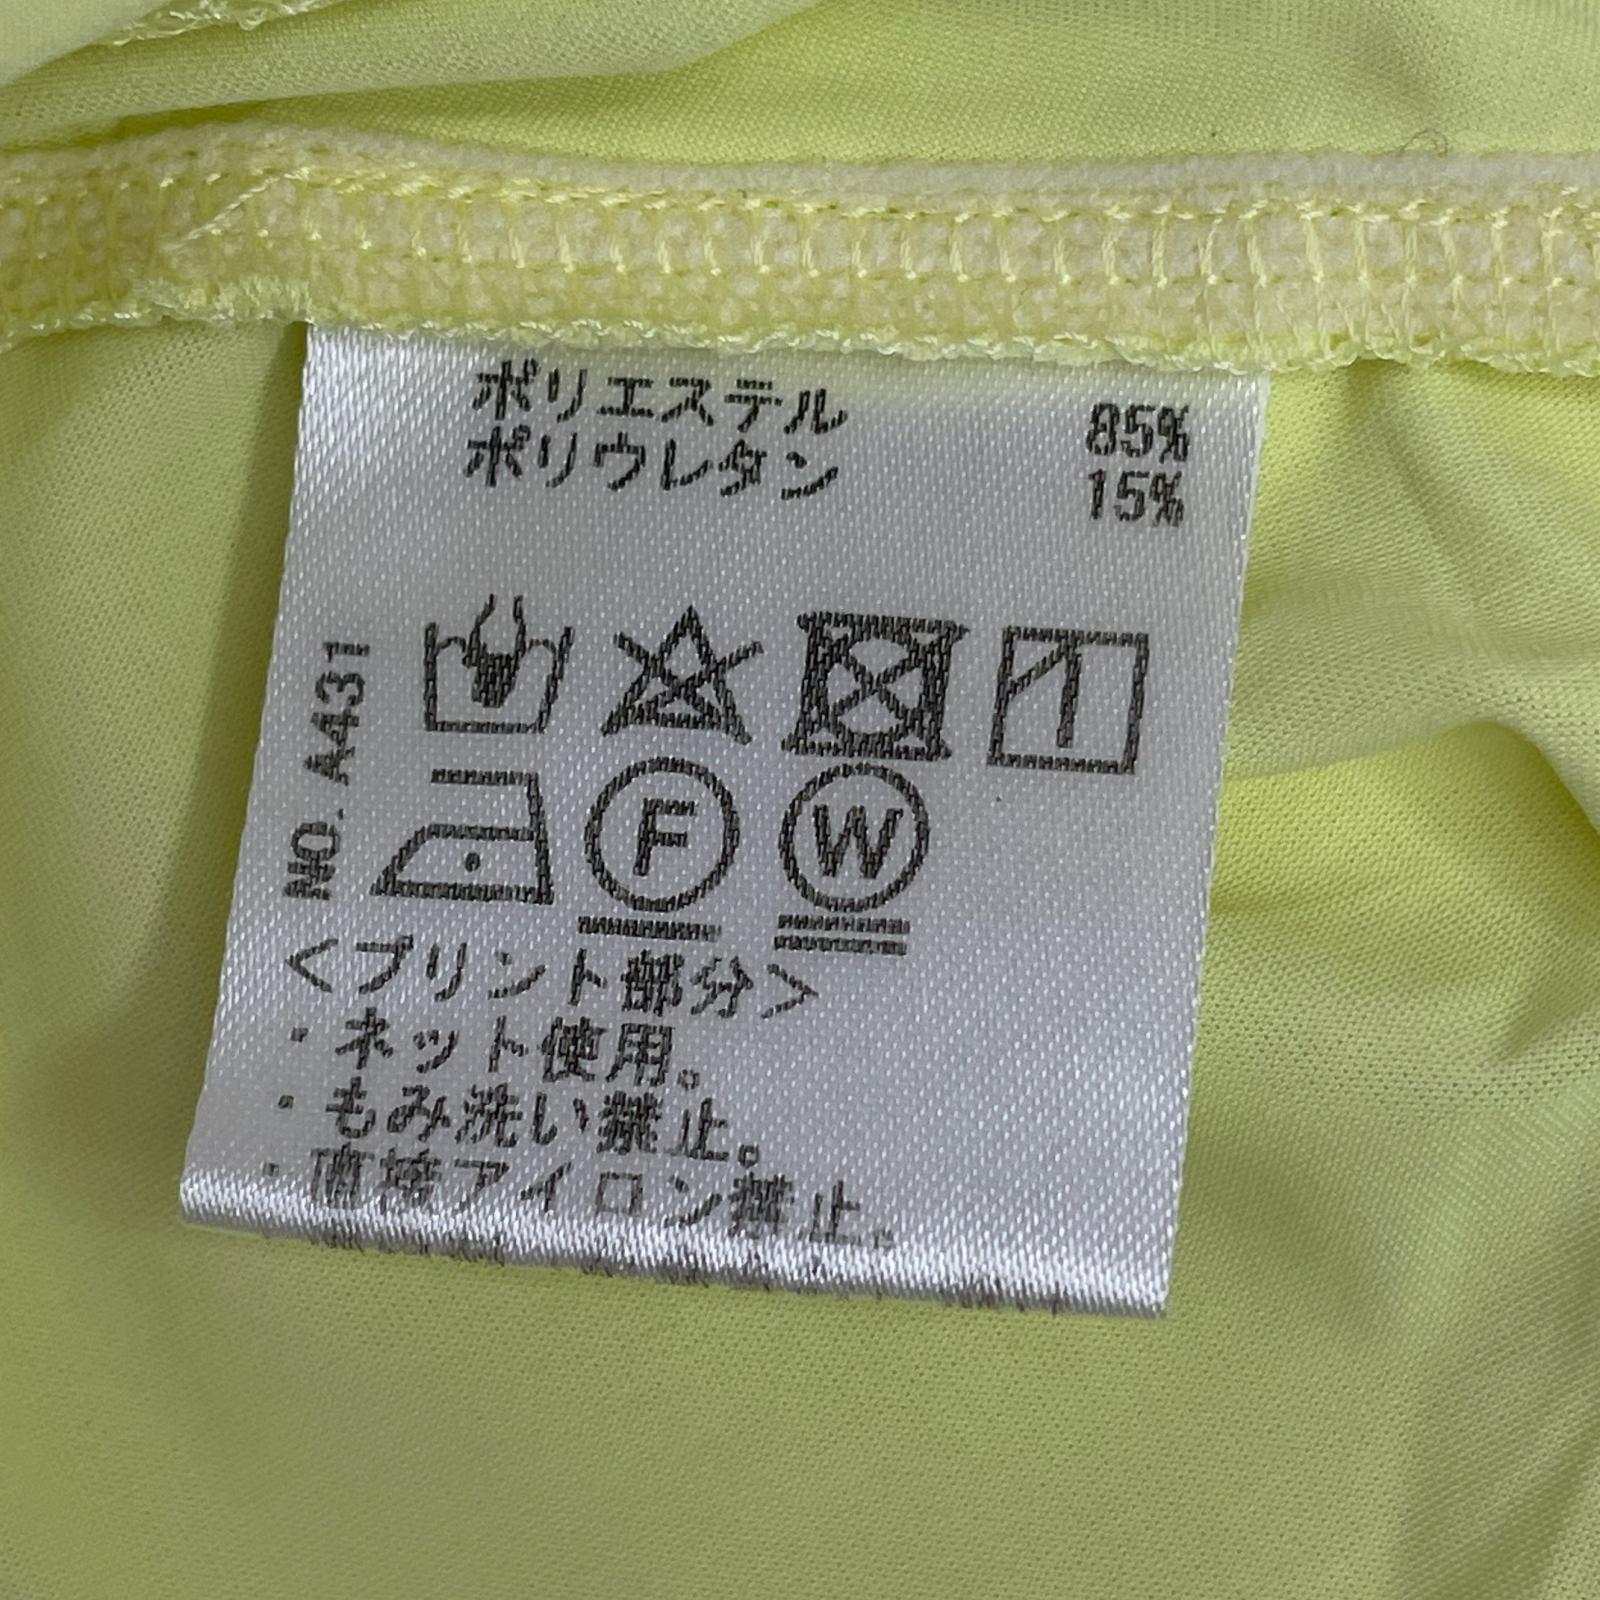 ポリエステル 85%
ポリウレタン 15%
NO. A431
F W
<プリント部分>
・ネット使用。
・もみ洗い禁止。
・直接アイロン禁止。